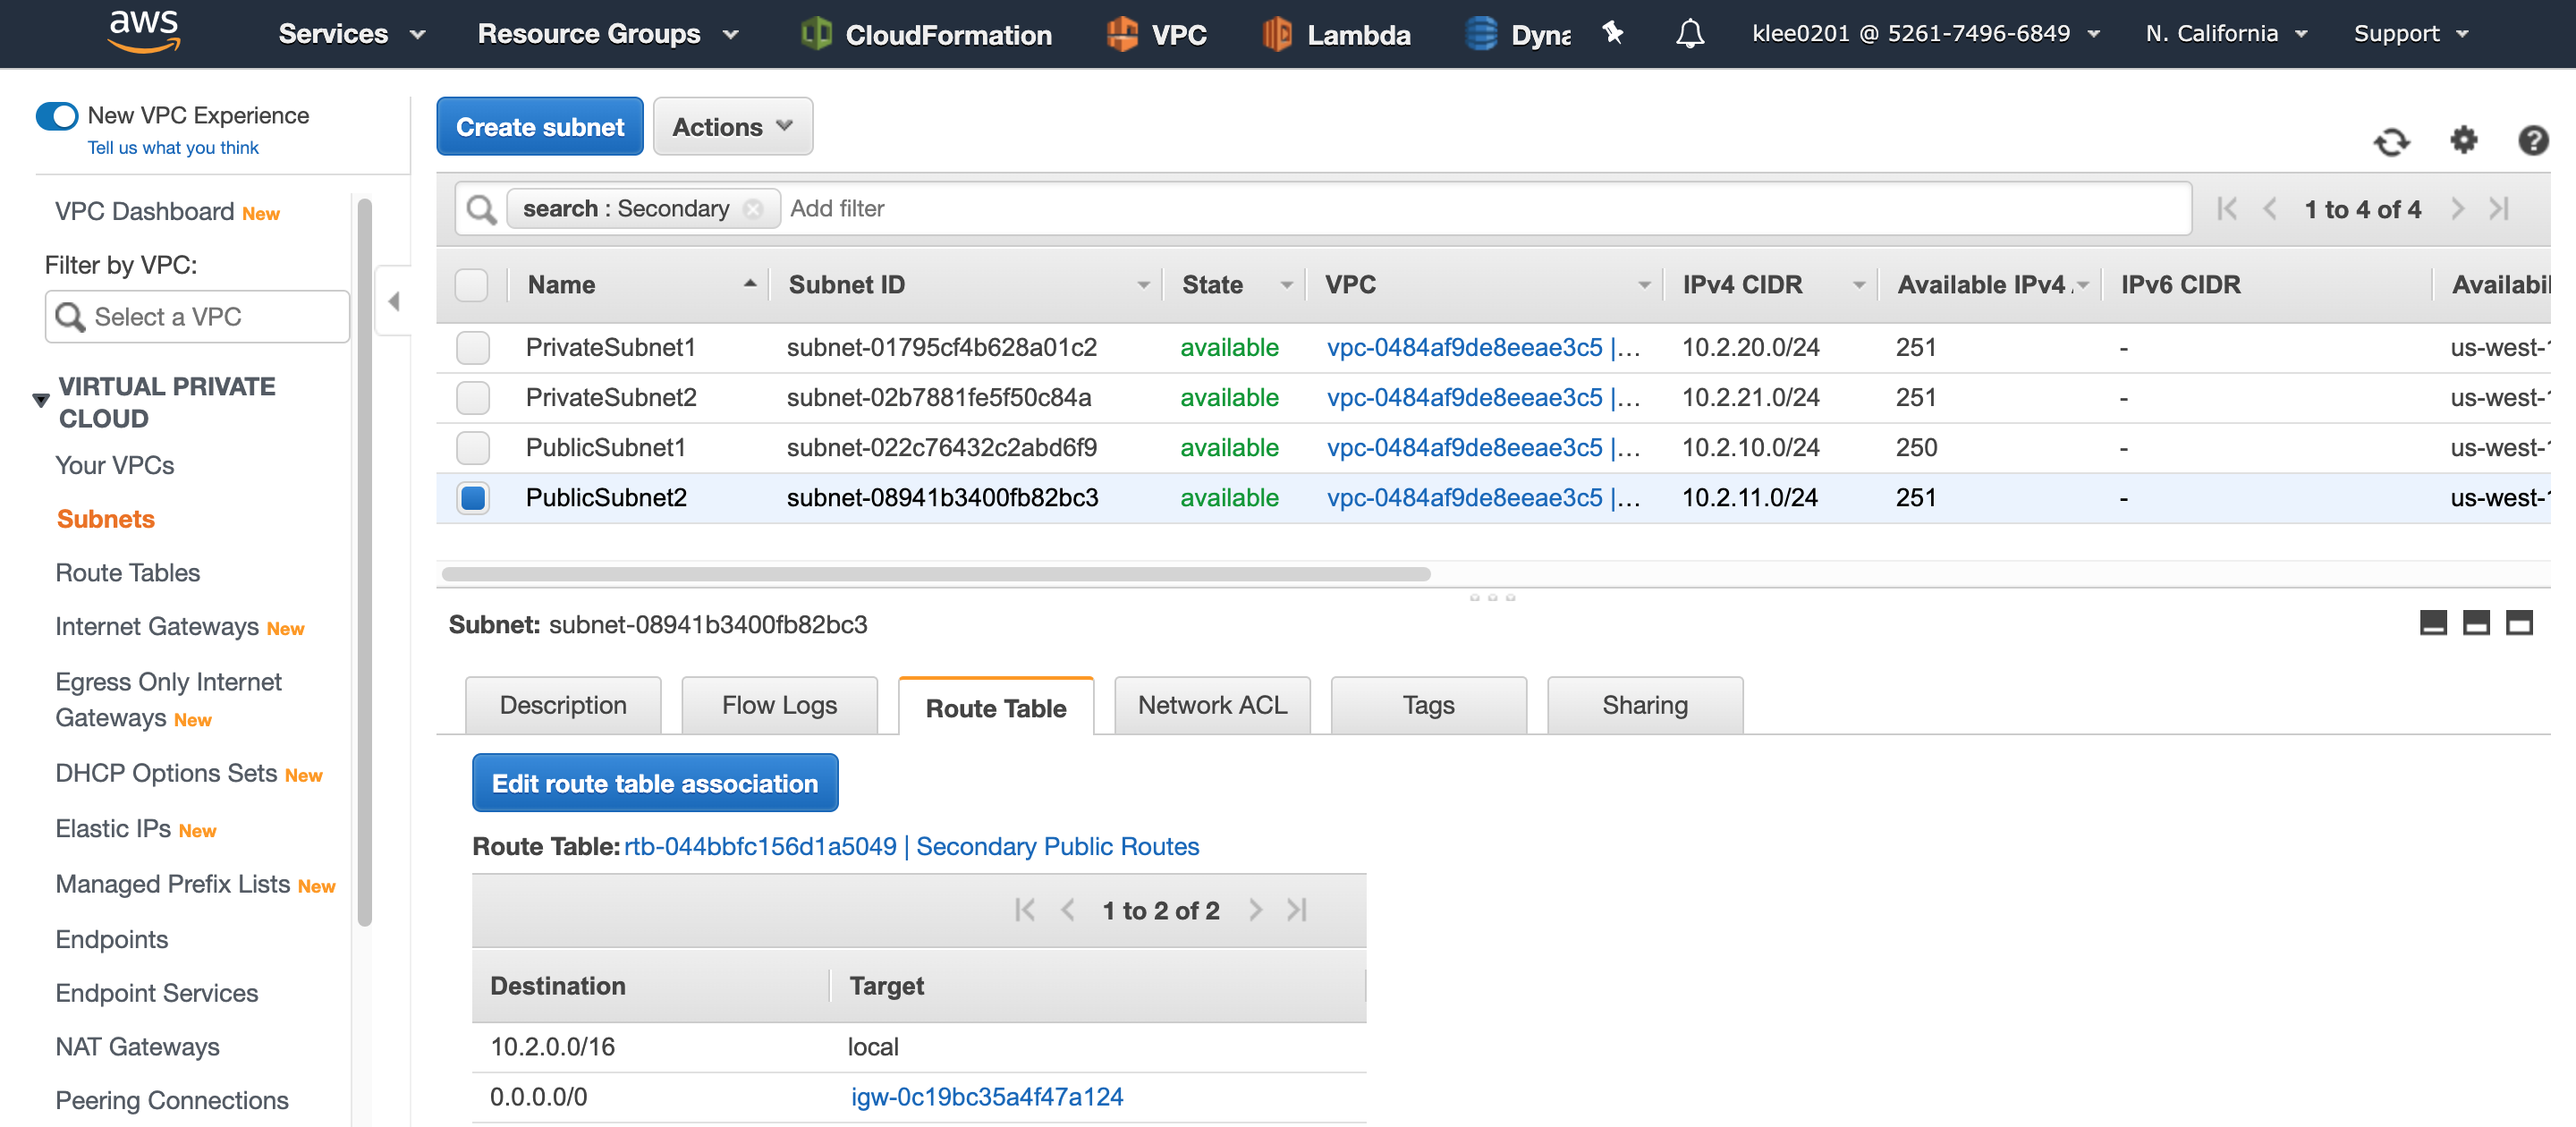 aws Services Resource Groups CloudFormation VPC Lambda Dyna klee0201 @ 5261-7496-6849 N. California Support
New VPC Experience
Tell us what you think
VPC Dashboard New
Filter by VPC:
Select a VPC
VIRTUAL PRIVATE
CLOUD
Your VPCs
Subnets
Route Tables
Internet Gateways New
Egress Only Internet
Gateways New
DHCP Options Sets New
Elastic IPs New
Managed Prefix Lists New
Endpoints
Endpoint Services
NAT Gateways
Peering Connections
Create subnet Actions
search : Secondary Add filter 1 to 4 of 4
Name Subnet ID State VPC IPv4 CIDR Available IPv4 IPv6 CIDR Availabil
PrivateSubnet1 subnet-01795cf4b628a01c2 available vpc-0484af9de8eeae3c5 |... 10.2.20.0/24 251 - us-west-1
PrivateSubnet2 subnet-02b7881fe5f50c84a available vpc-0484af9de8eeae3c5 |... 10.2.21.0/24 251 - us-west-1
PublicSubnet1 subnet-022c76432c2abd6f9 available vpc-0484af9de8eeae3c5 |... 10.2.10.0/24 250 - us-west-1
PublicSubnet2 subnet-08941b3400fb82bc3 available vpc-0484af9de8eeae3c5 |... 10.2.11.0/24 251 - us-west-1
Subnet: subnet-08941b3400fb82bc3
Description Flow Logs Route Table Network ACL Tags Sharing
Edit route table association
Route Table: rtb-044bbfc156d1a5049 | Secondary Public Routes
1 to 2 of 2
Destination Target
10.2.0.0/16 local
0.0.0.0/0 igw-0c19bc35a4f47a124